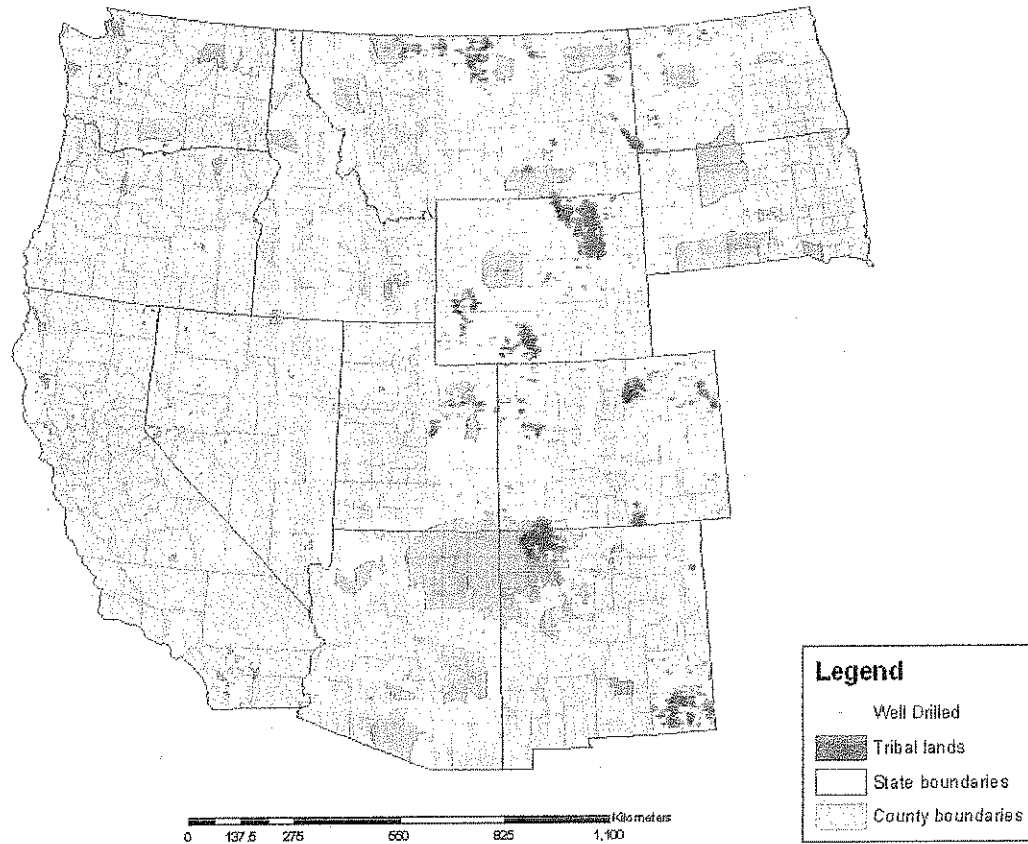 Legend
Well Drilled
Tribal lands
State boundaries
County boundaries
Kilometers
0 137.5 275 550 825 1,100